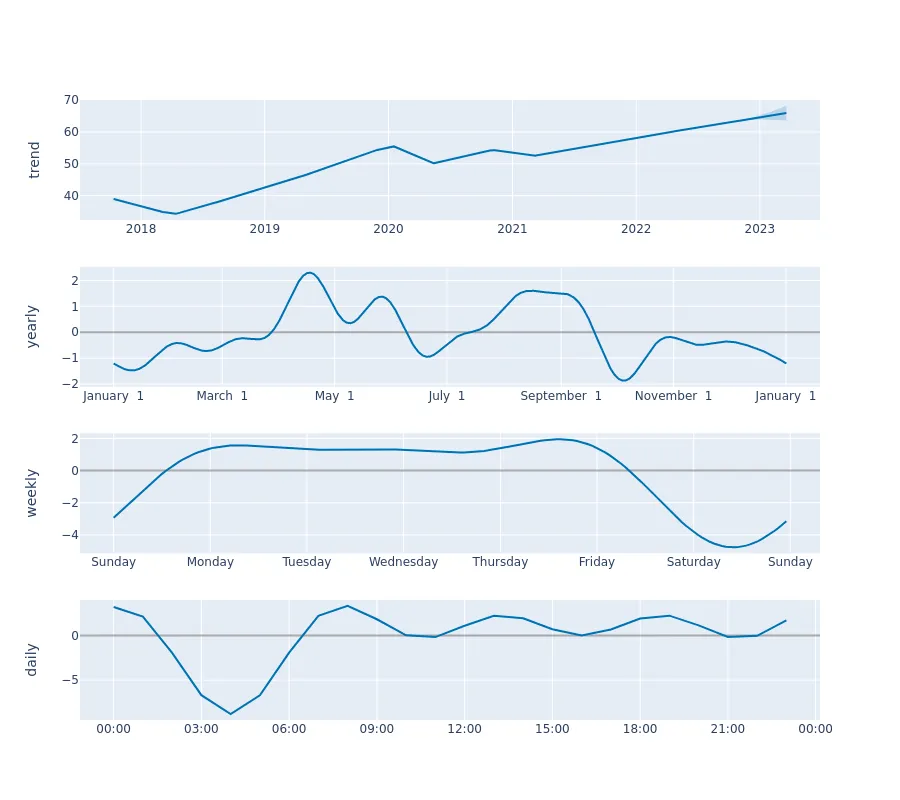 trend
70
60
50
40
2018 2019 2020 2021 2022 2023
yearly
2
1
0
−1
−2
January 1 March 1 May 1 July 1 September 1 November 1 January 1
weekly
2
0
−2
−4
Sunday Monday Tuesday Wednesday Thursday Friday Saturday Sunday
daily
0
−5
00:00 03:00 06:00 09:00 12:00 15:00 18:00 21:00 00:00